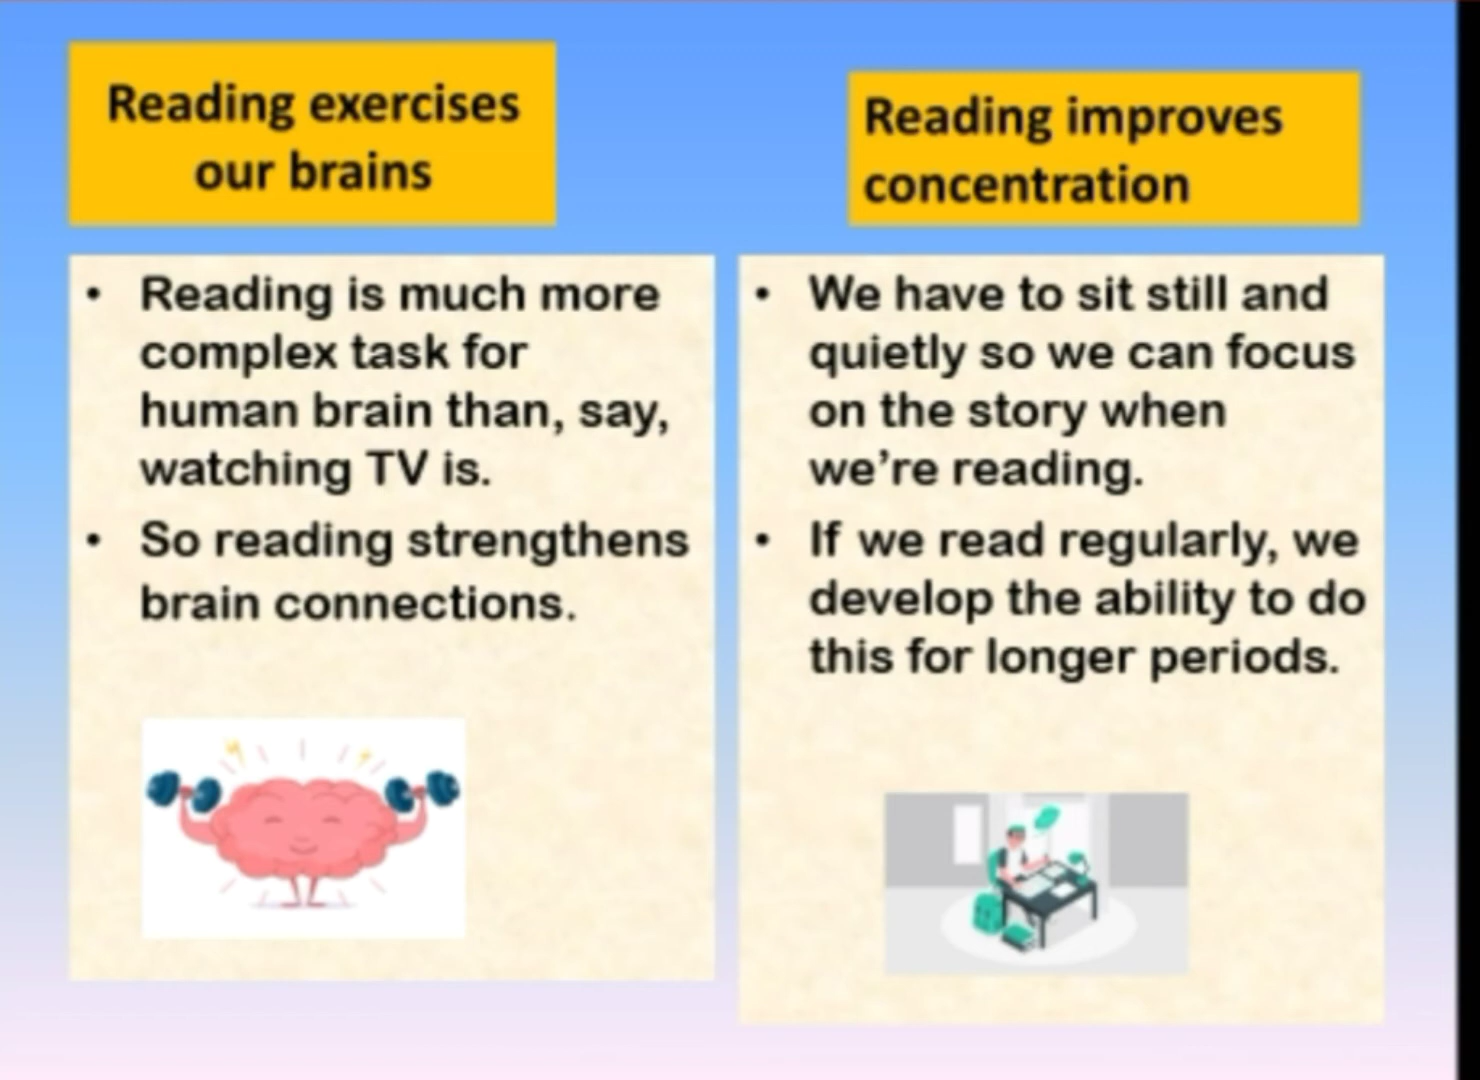 Reading exercises
our brains
Reading improves
concentration
• Reading is much more
complex task for
human brain than, say,
watching TV is.
• So reading strengthens
brain connections.
• We have to sit still and
quietly so we can focus
on the story when
we're reading.
• If we read regularly, we
develop the ability to do
this for longer periods.